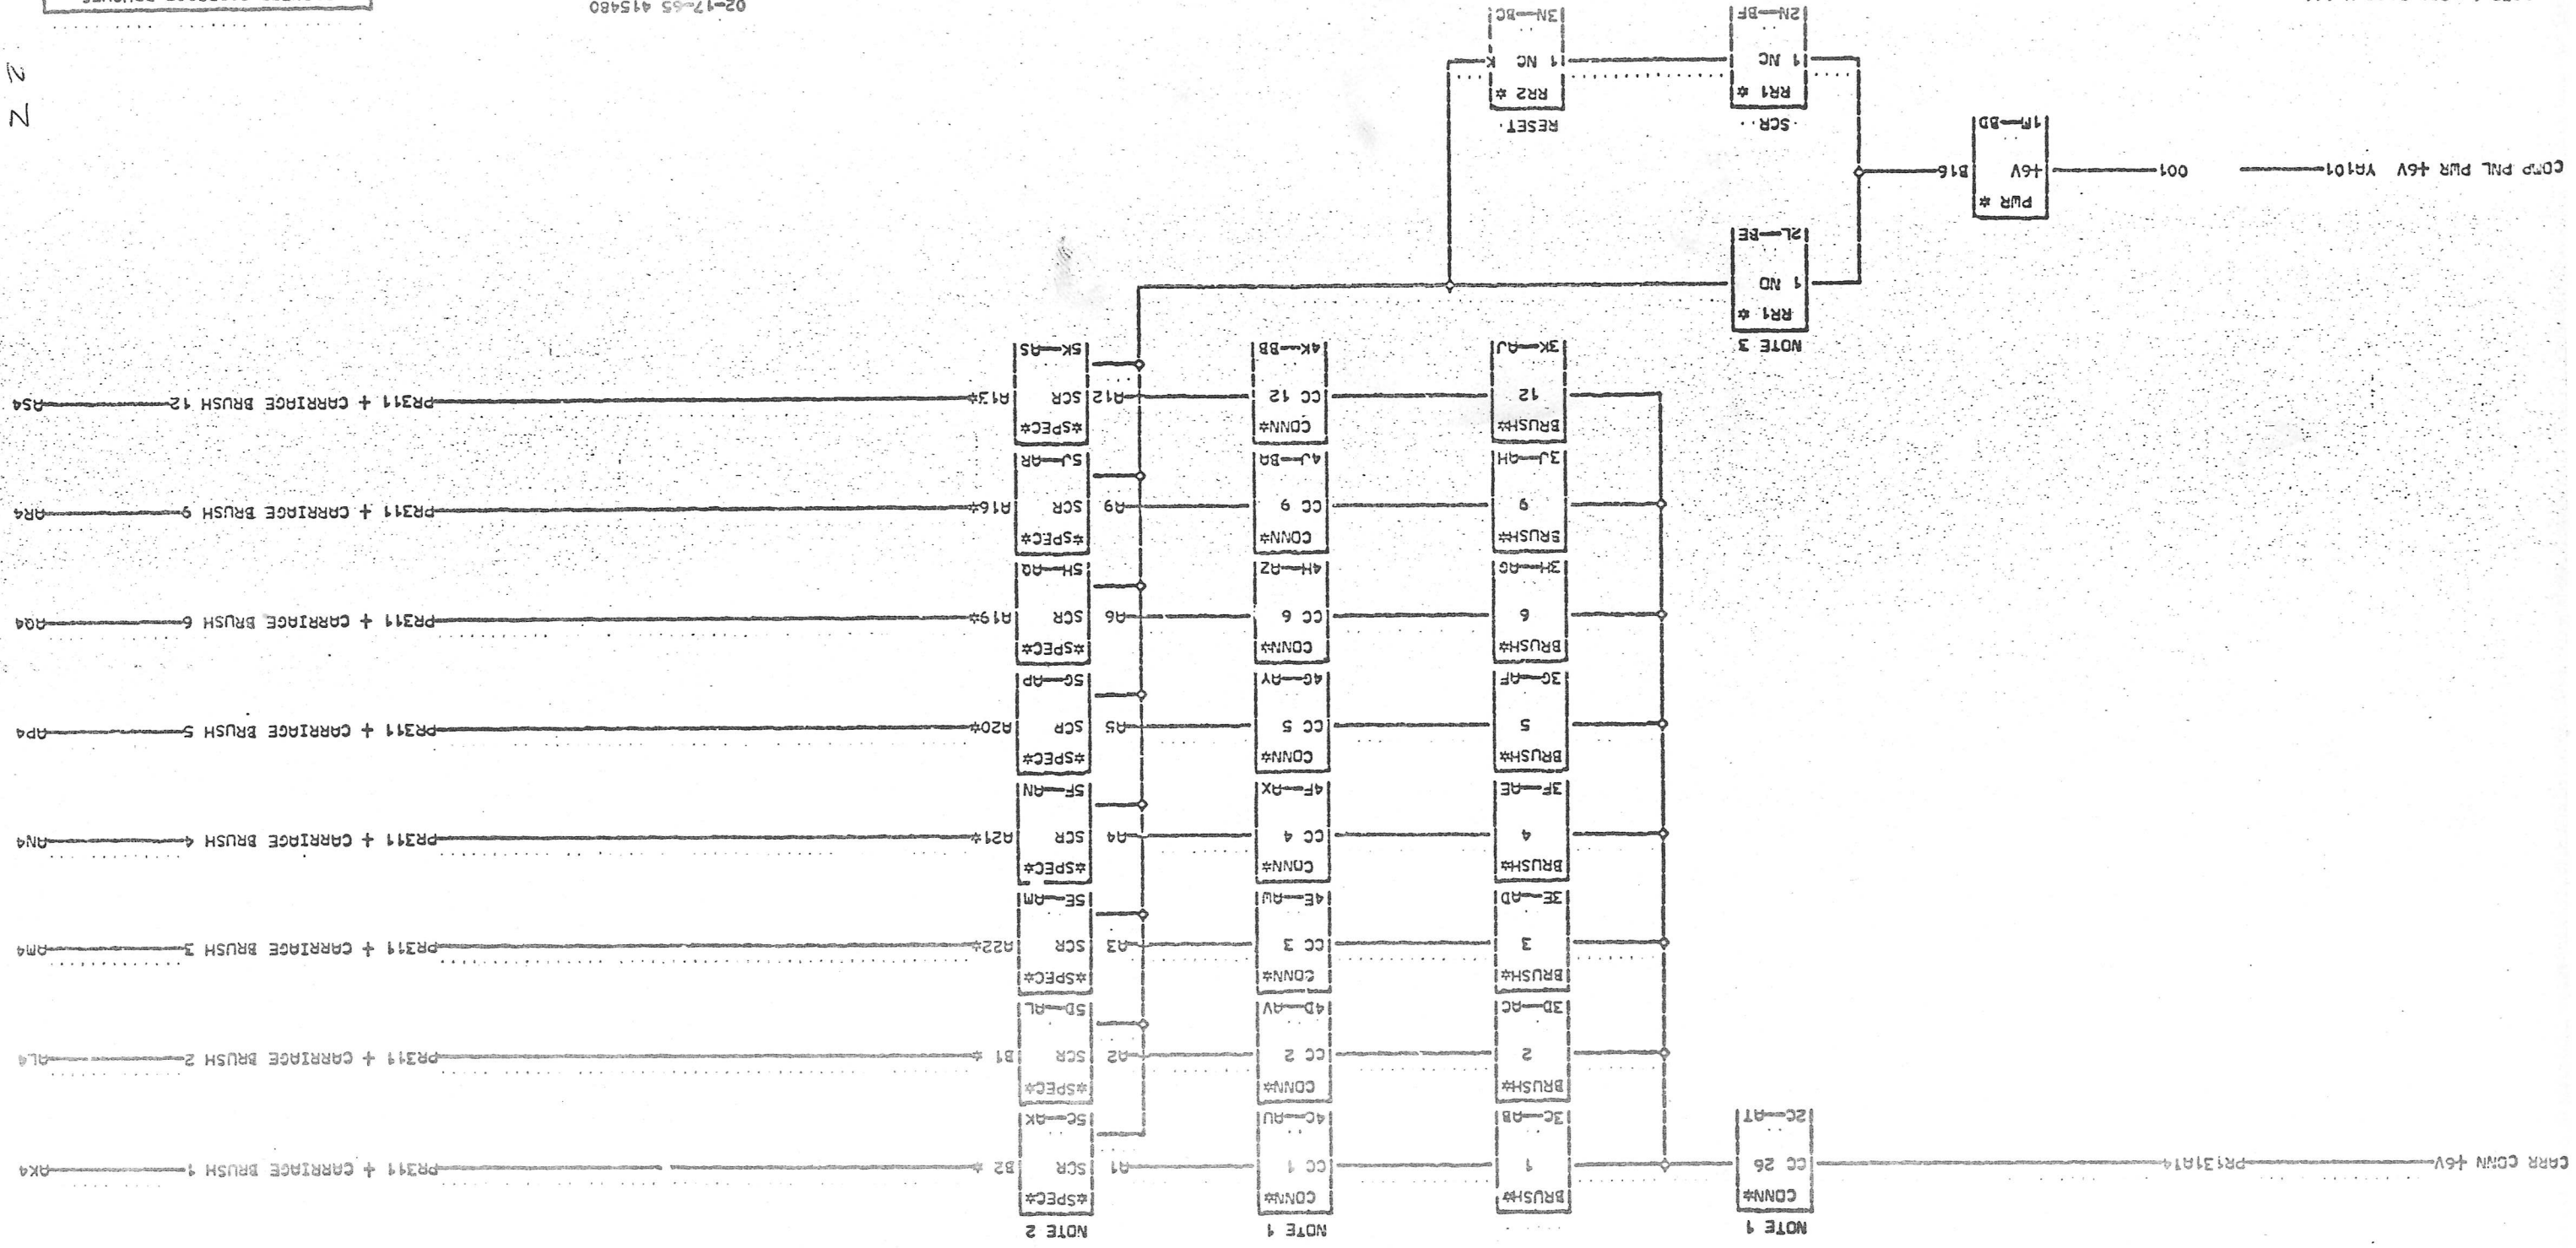 NOTE 1 NOTE 1 NOTE 2
CONN* BRUSH* CONN* *SPEC*
CARR CONN +6V PR131A14 CC 26 1 CC 1 A1 SCR B2 * PR311 + CARRIAGE BRUSH 1 AK4
2C--AT 3C--AB 4C--AU 5C--AK
BRUSH* CONN* *SPEC*
2 CC 2 A2 SCR B1 * PR311 + CARRIAGE BRUSH 2 AL4
3D--AC 4D--AV 5D--AL
BRUSH* CONN* *SPEC*
3 CC 3 A3 SCR A22* PR311 + CARRIAGE BRUSH 3 AM4
3E--AD 4E--AW 5E--AM
BRUSH* CONN* *SPEC*
4 CC 4 A4 SCR A21* PR311 + CARRIAGE BRUSH 4 AN4
3F--AE 4F--AX 5F--AN
BRUSH* CONN* *SPEC*
5 CC 5 A5 SCR A20* PR311 + CARRIAGE BRUSH 5 AP4
3G--AF 4G--AY 5G--AP
BRUSH* CONN* *SPEC*
6 CC 6 A6 SCR A19* PR311 + CARRIAGE BRUSH 6 AQ4
3H--AG 4H--AZ 5H--AQ
BRUSH* CONN* *SPEC*
9 CC 9 A9 SCR A16* PR311 + CARRIAGE BRUSH 9 AR4
3J--AH 4J--BA 5J--AR
BRUSH* CONN* *SPEC*
12 CC 12 A12 SCR A13* PR311 + CARRIAGE BRUSH 12 AS4
3K--AJ 4K--BB 5K--AS
NOTE 3
RR1 *
1 NO
2L--BE
PWR *
COMP PNL PWR +6V YA101 001 +6V B16
1M--BD
SCR RESET
RR1 * RR2 *
1 NC 1 NC K
2N--BF 3N--BC
02-17-65 415480